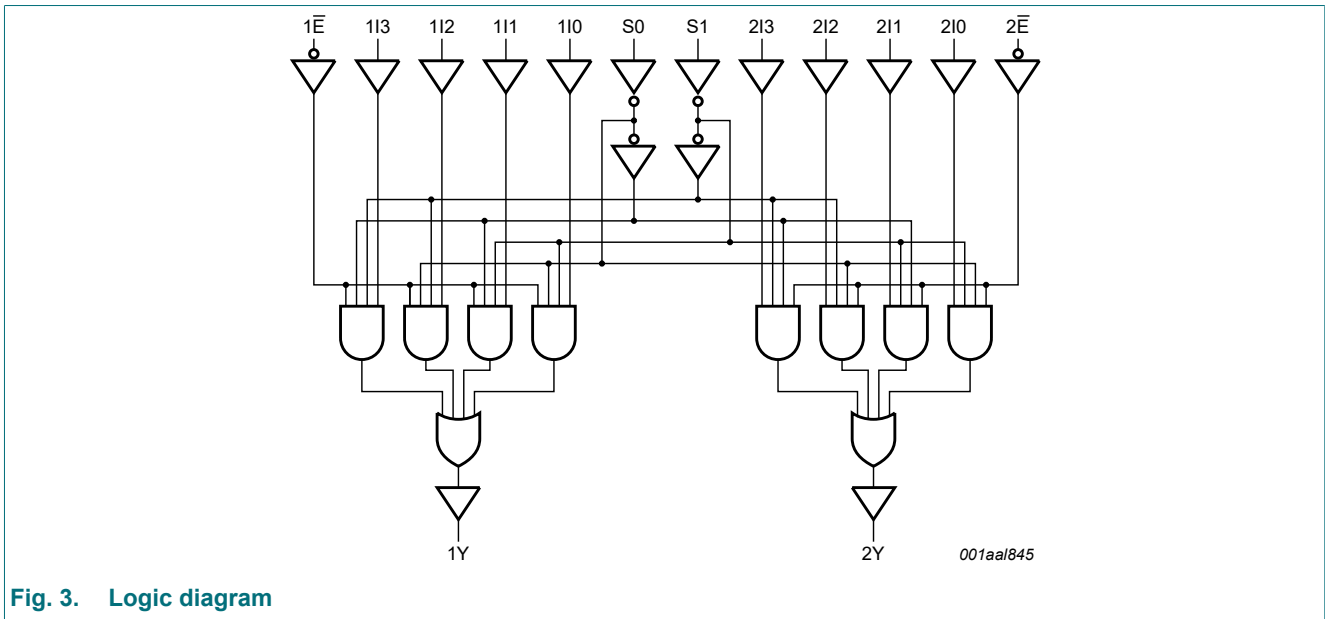 1E̅ 1I3 1I2 1I1 1I0 S0 S1 2I3 2I2 2I1 2I0 2E̅
1Y 2Y 001aal845
Fig. 3. Logic diagram